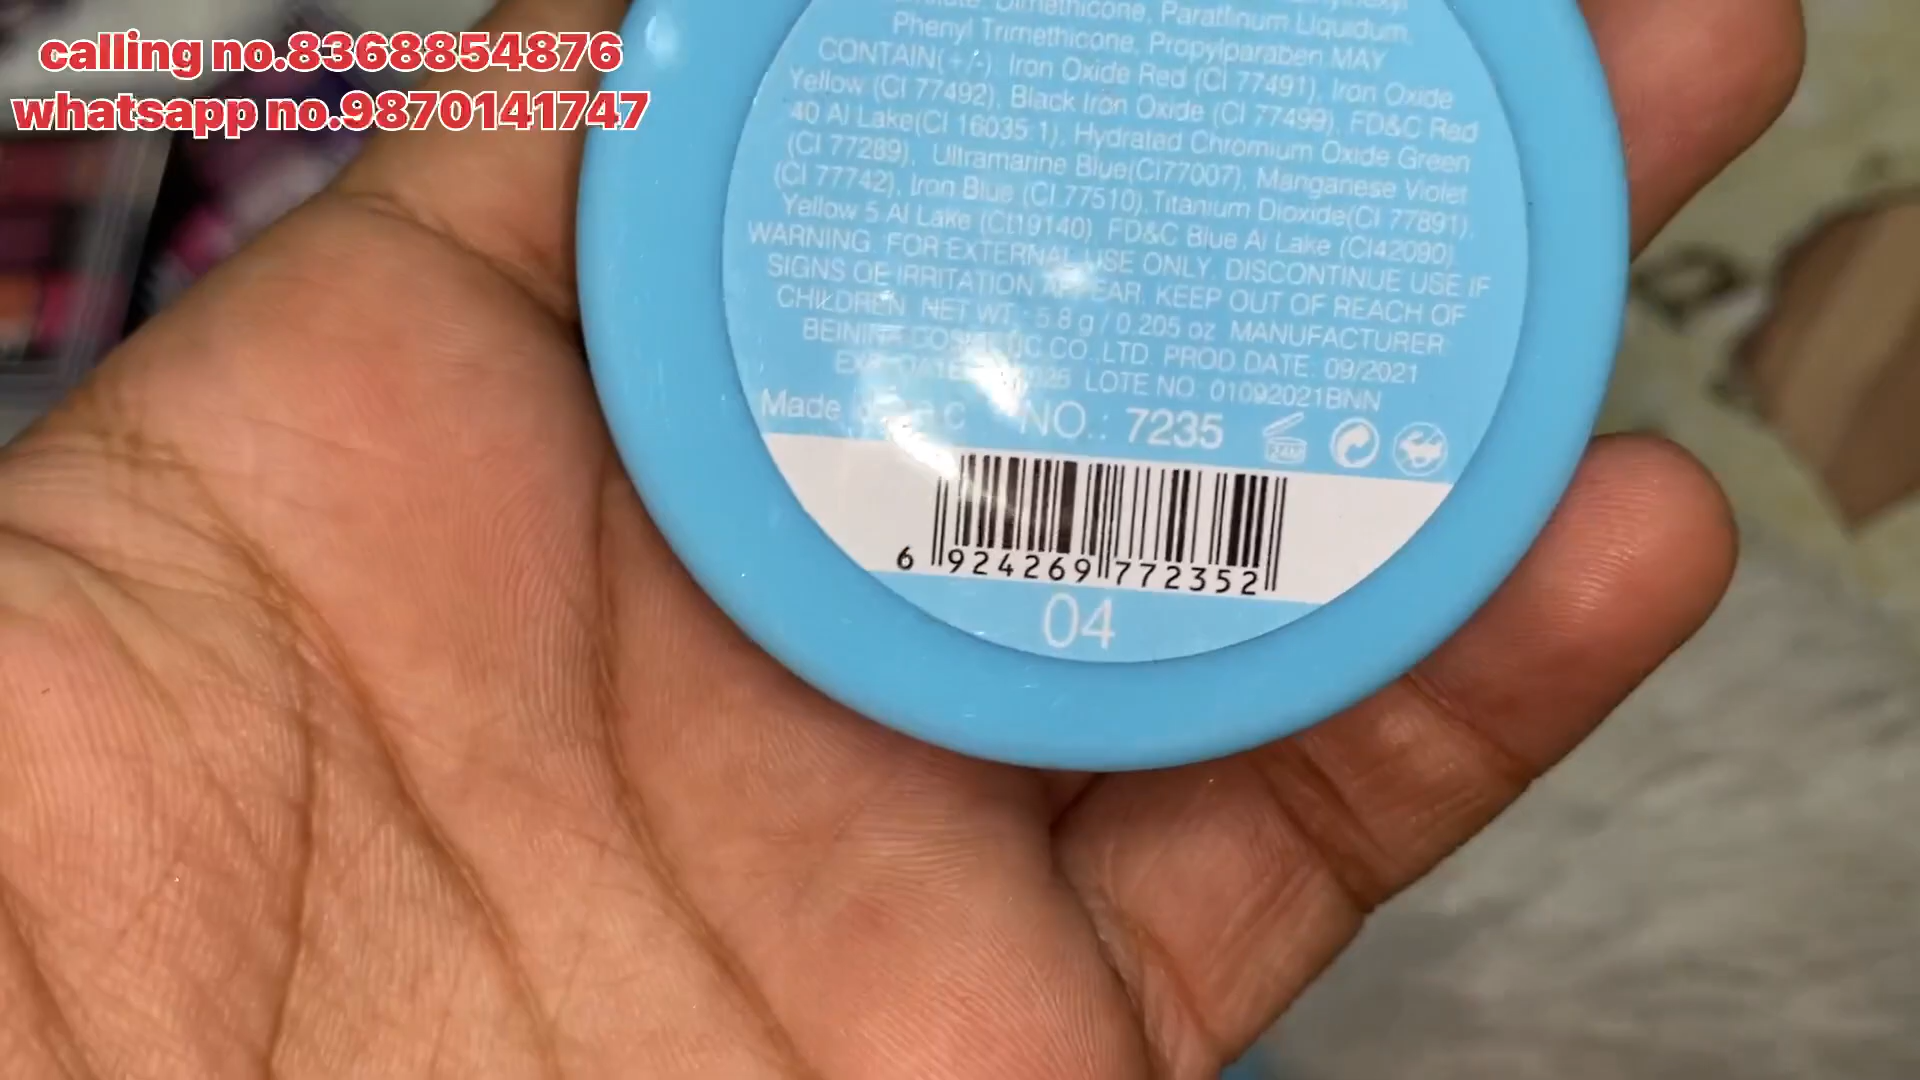 calling no.8368854876
whatsapp no.9870141747
Dimethicone, Paratlinum Liquidum,
Phenyl Trimethicone, Propylparaben MAY
CONTAIN(+/-) Iron Oxide Red (CI 77491), Iron Oxide
Yellow (CI 77492), Black Iron Oxide (CI 77499), FD&C Red
40 Al Lake(CI 16035:1), Hydrated Chromium Oxide Green
(CI 77289), Ultramarine Blue(CI77007), Manganese Violet
(CI 77742), Iron Blue (CI 77510),Titanium Dioxide(CI 77891),
Yellow 5 Al Lake (CI19140) FD&C Blue Al Lake (CI42090)
WARNING FOR EXTERNAL USE ONLY. DISCONTINUE USE IF
SIGNS OF IRRITATION APPEAR. KEEP OUT OF REACH OF
CHILDREN NET WT.: 5.8 g / 0.205 oz MANUFACTURER:
COSMETIC CO.,LTD. PROD DATE: 09/2021
LOTE NO 01092021BNN
Made NO.: 7235
24M
6 924269 772352
04